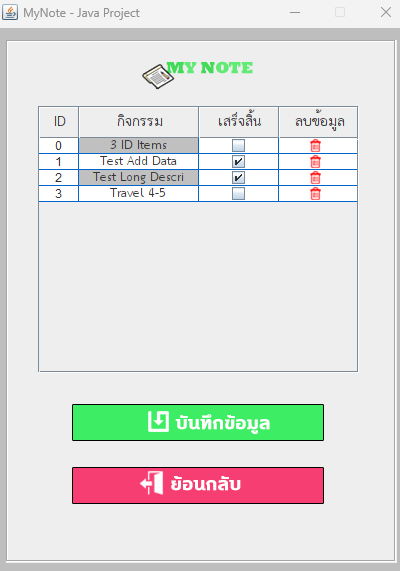 MyNote - Java Project
MY NOTE
ID กิจกรรม เสร็จสิ้น ลบข้อมูล
0 3 ID Items
1 Test Add Data
2 Test Long Descri
3 Travel 4-5
บันทึกข้อมูล
ย้อนกลับ